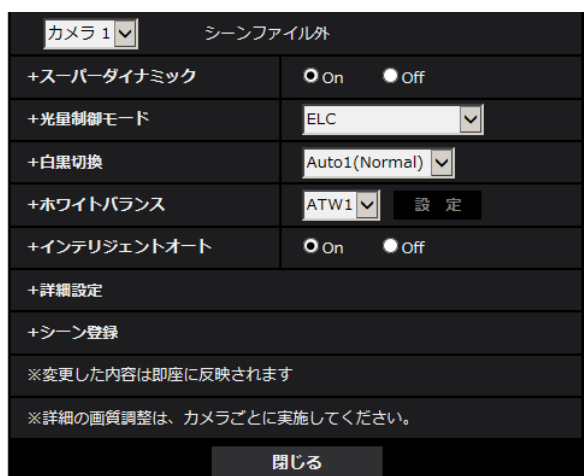 カメラ 1 シーンファイル外
+スーパーダイナミック On Off
+光量制御モード ELC
+白黒切換 Auto1(Normal)
+ホワイトバランス ATW1 設 定
+インテリジェントオート On Off
+詳細設定
+シーン登録
※変更した内容は即座に反映されます
※詳細の画質調整は、カメラごとに実施してください。
閉じる